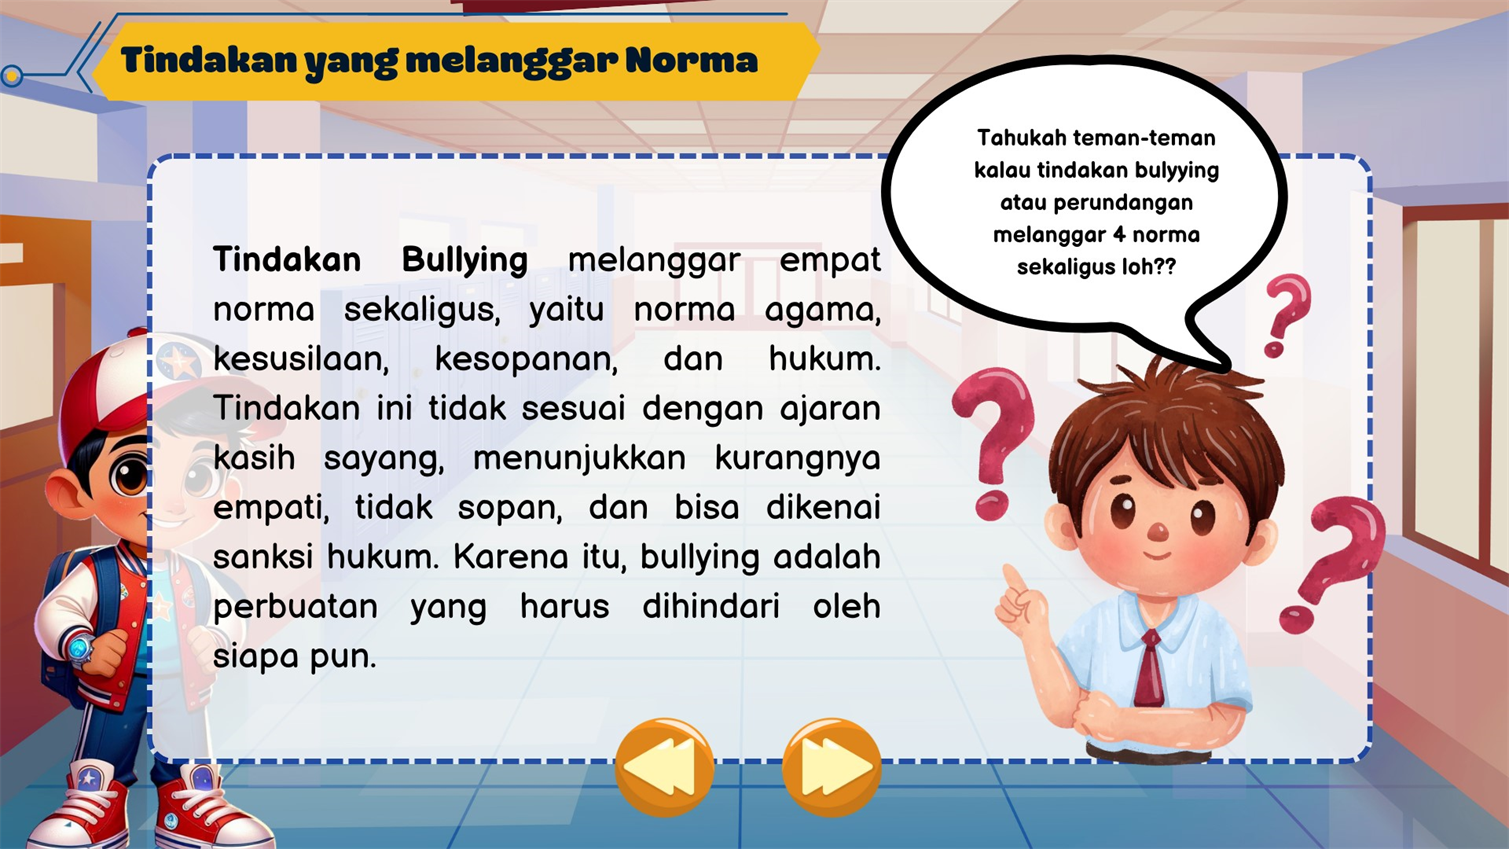 Tindakan yang melanggar Norma
Tahukah teman-teman
kalau tindakan bulyying
atau perundangan
melanggar 4 norma
sekaligus loh??
Tindakan Bullying melanggar empat
norma sekaligus, yaitu norma agama,
kesusilaan, kesopanan, dan hukum.
Tindakan ini tidak sesuai dengan ajaran
kasih sayang, menunjukkan kurangnya
empati, tidak sopan, dan bisa dikenai
sanksi hukum. Karena itu, bullying adalah
perbuatan yang harus dihindari oleh
siapa pun.